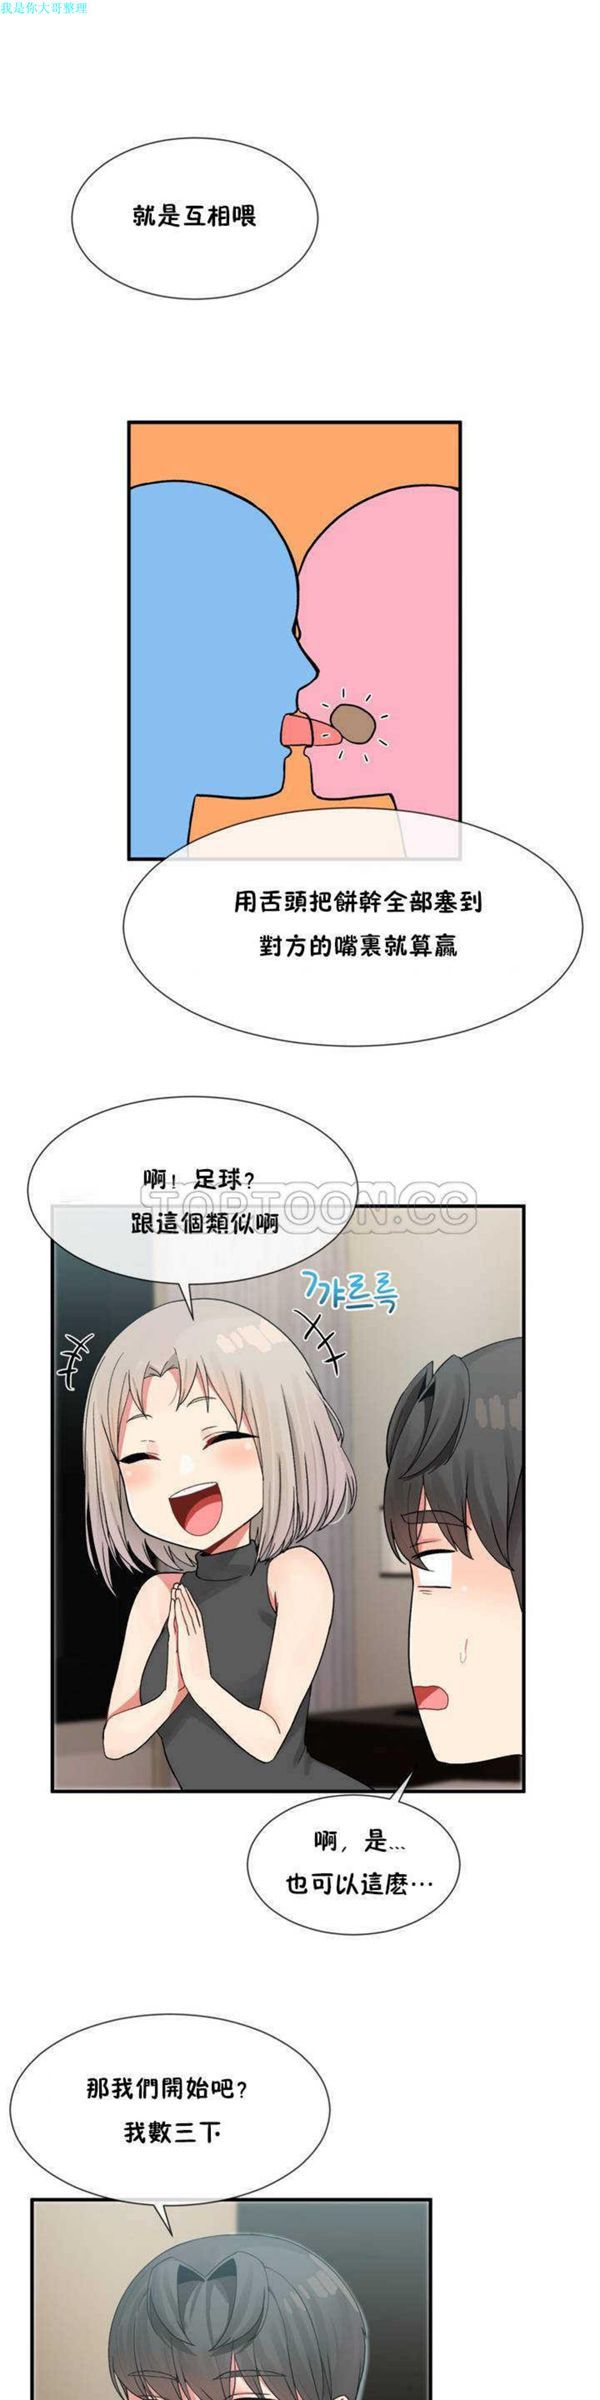 我是你大哥整理
就是互相喂
用舌頭把餅幹全部塞到
對方的嘴裏就算贏
啊！足球？
跟這個類似啊
TOPTOON.CC
꺄르륵
啊，是...
也可以這麽…
那我們開始吧？
我數三下